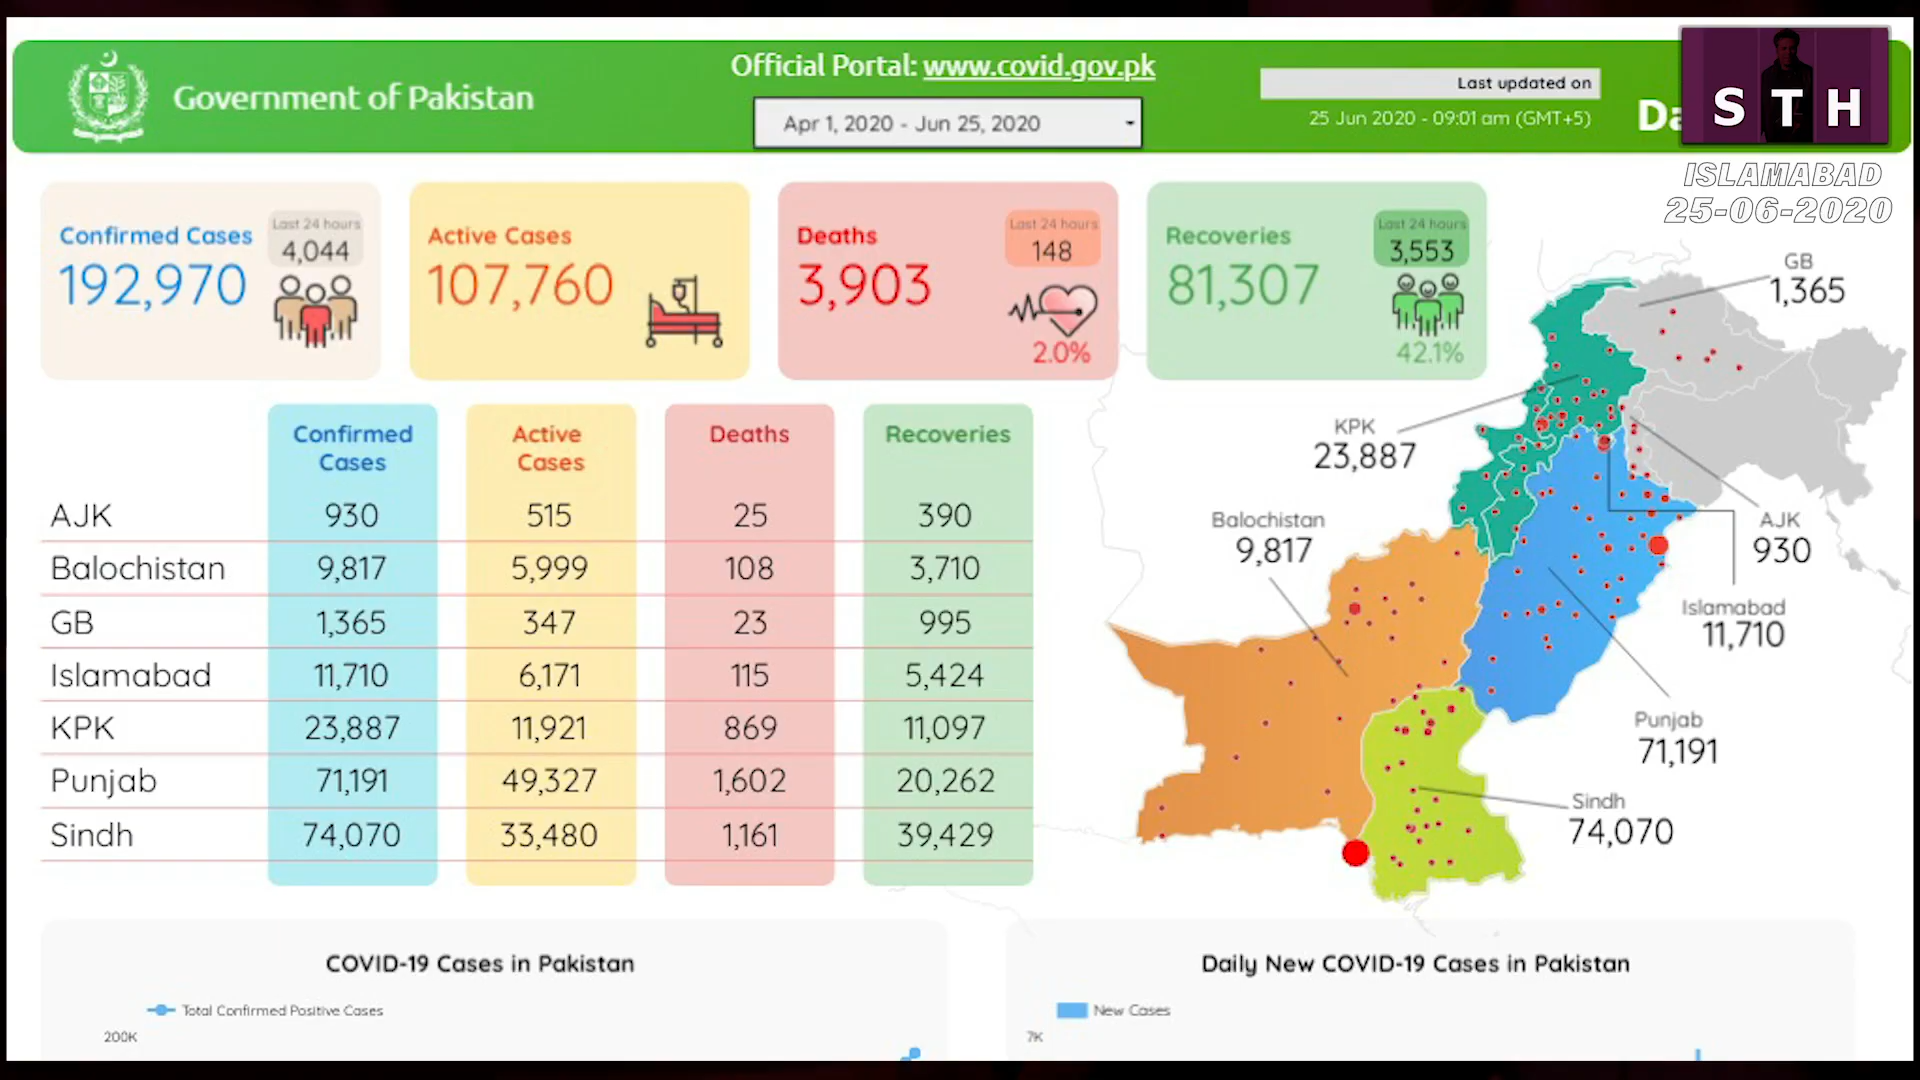 Official Portal: www.covid.gov.pk
Government of Pakistan
Apr 1, 2020 - Jun 25, 2020
Last updated on
25 Jun 2020 - 09:01 am (GMT+5)
Da
S T H
ISLAMABAD
25-06-2020
Confirmed Cases
192,970
Last 24 hours
4,044
Active Cases
107,760
Deaths
3,903
Last 24 hours
148
2.0%
Recoveries
81,307
Last 24 hours
3,553
42.1%
Confirmed Cases Active Cases Deaths Recoveries
AJK 930 515 25 390
Balochistan 9,817 5,999 108 3,710
GB 1,365 347 23 995
Islamabad 11,710 6,171 115 5,424
KPK 23,887 11,921 869 11,097
Punjab 71,191 49,327 1,602 20,262
Sindh 74,070 33,480 1,161 39,429
GB
1,365
KPK
23,887
Balochistan
9,817
AJK
930
Islamabad
11,710
Punjab
71,191
Sindh
74,070
COVID-19 Cases in Pakistan
Total Confirmed Positive Cases
200K
Daily New COVID-19 Cases in Pakistan
New Cases
7K